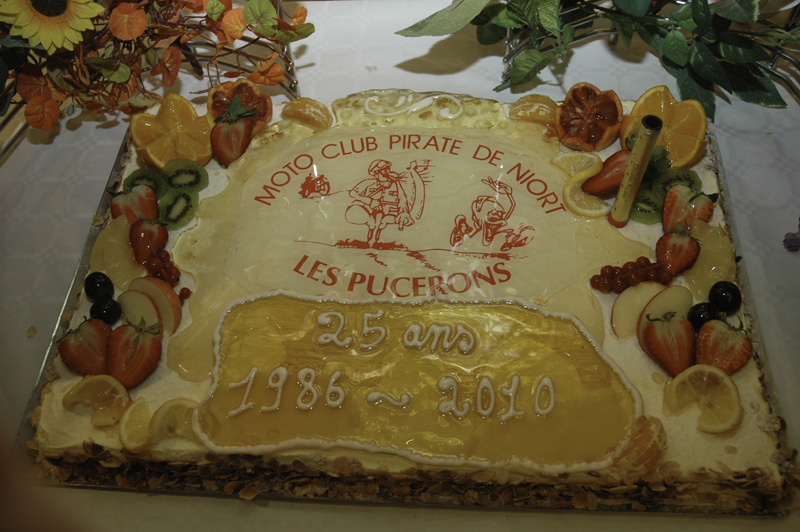 MOTO CLUB PIRATE DE NIORT
LES PUCERONS
25 ans
1986 ~ 2010